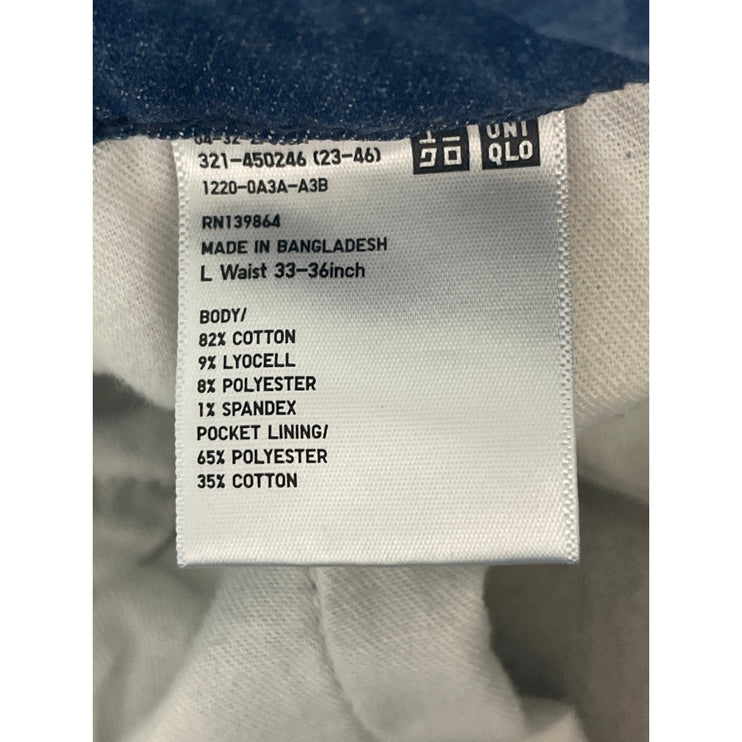 321-450246 (23-46)
UNI
QLO
1220-0A3A-A3B
RN139864
MADE IN BANGLADESH
L Waist 33-36inch
BODY/
82% COTTON
9% LYOCELL
8% POLYESTER
1% SPANDEX
POCKET LINING/
65% POLYESTER
35% COTTON